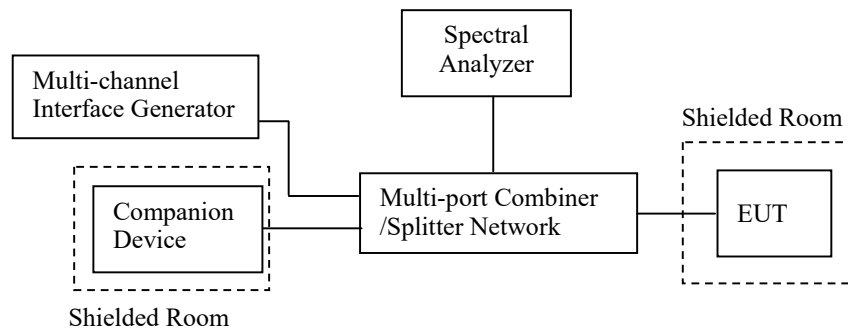 Spectral
Analyzer
Multi-channel
Interface Generator
Shielded Room
Multi-port Combiner
/Splitter Network
EUT
Companion
Device
Shielded Room